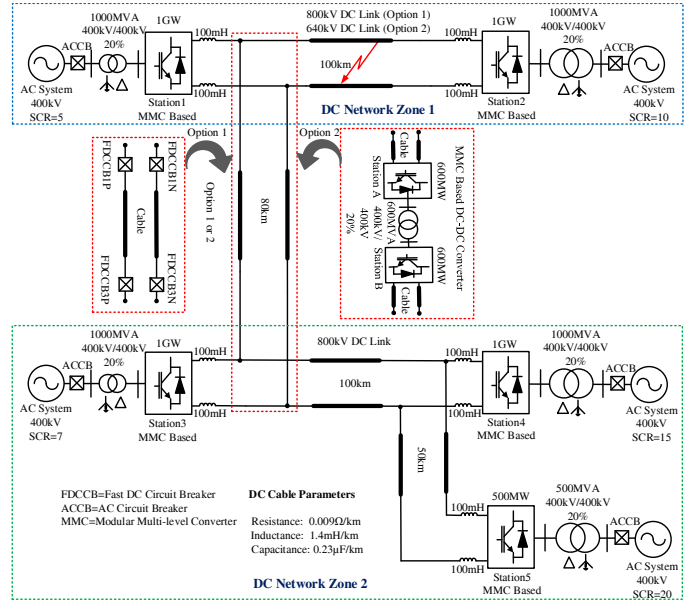 1000MVA
400kV/400kV
20%
ACCB
AC System
400kV
SCR=5
1GW
Station1
MMC Based
100mH
100mH
800kV DC Link (Option 1)
640kV DC Link (Option 2)
100km
DC Network Zone 1
100mH
100mH
1GW
Station2
MMC Based
1000MVA
400kV/400kV
20%
ACCB
AC System
400kV
SCR=10
Option 1
Option 2
FDCCB1P
FDCCB1N
Cable
FDCCB3P
FDCCB3N
Option 1 or 2
80km
Cable
Station A
600MW
600MVA
400kV/
400kV
20%
Station B
600MW
Cable
MMC Based DC-DC Converter
1000MVA
400kV/400kV
20%
ACCB
AC System
400kV
SCR=7
1GW
Station3
MMC Based
100mH
100mH
800kV DC Link
100km
100mH
100mH
1GW
Station4
MMC Based
1000MVA
400kV/400kV
20%
ACCB
AC System
400kV
SCR=15
50km
100mH
100mH
500MW
Station5
MMC Based
500MVA
400kV/400kV
20%
ACCB
AC System
400kV
SCR=20
FDCCB=Fast DC Circuit Breaker
ACCB=AC Circuit Breaker
MMC=Modular Multi-level Converter
DC Cable Parameters
Resistance: 0.009Ω/km
Inductance: 1.4mH/km
Capacitance: 0.23μF/km
DC Network Zone 2